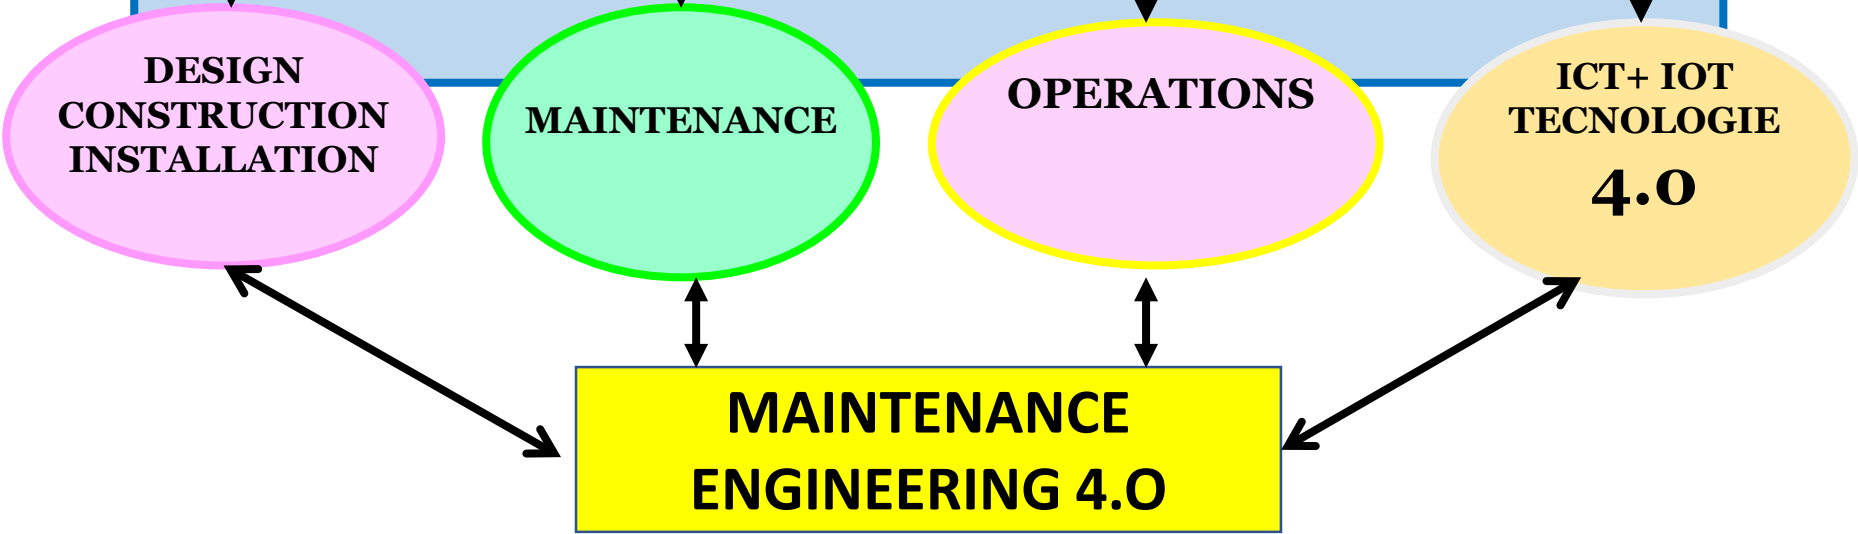 DESIGN
CONSTRUCTION
INSTALLATION
MAINTENANCE
OPERATIONS
ICT+ IOT
TECNOLOGIE
4.0
MAINTENANCE
ENGINEERING 4.O